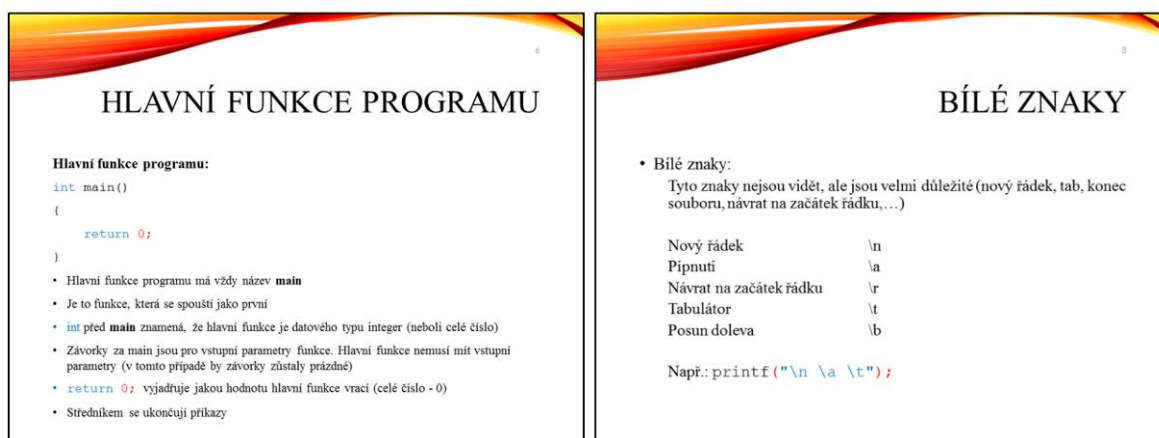 6
HLAVNÍ FUNKCE PROGRAMU
Hlavní funkce programu:
int main()
{
return 0;
}
• Hlavní funkce programu má vždy název main
• Je to funkce, která se spouští jako první
• int před main znamená, že hlavní funkce je datového typu integer (neboli celé číslo)
• Závorky za main jsou pro vstupní parametry funkce. Hlavní funkce nemusí mít vstupní
parametry (v tomto případě by závorky zůstaly prázdné)
• return 0; vyjadřuje jakou hodnotu hlavní funkce vrací (celé číslo - 0)
• Středníkem se ukončují příkazy
8
BÍLÉ ZNAKY
• Bílé znaky:
Tyto znaky nejsou vidět, ale jsou velmi důležité (nový řádek, tab, konec
souboru, návrat na začátek řádku,…)
Nový řádek \n
Pípnutí \a
Návrat na začátek řádku \r
Tabulátor \t
Posun doleva \b
Např.: printf("\n \a \t");